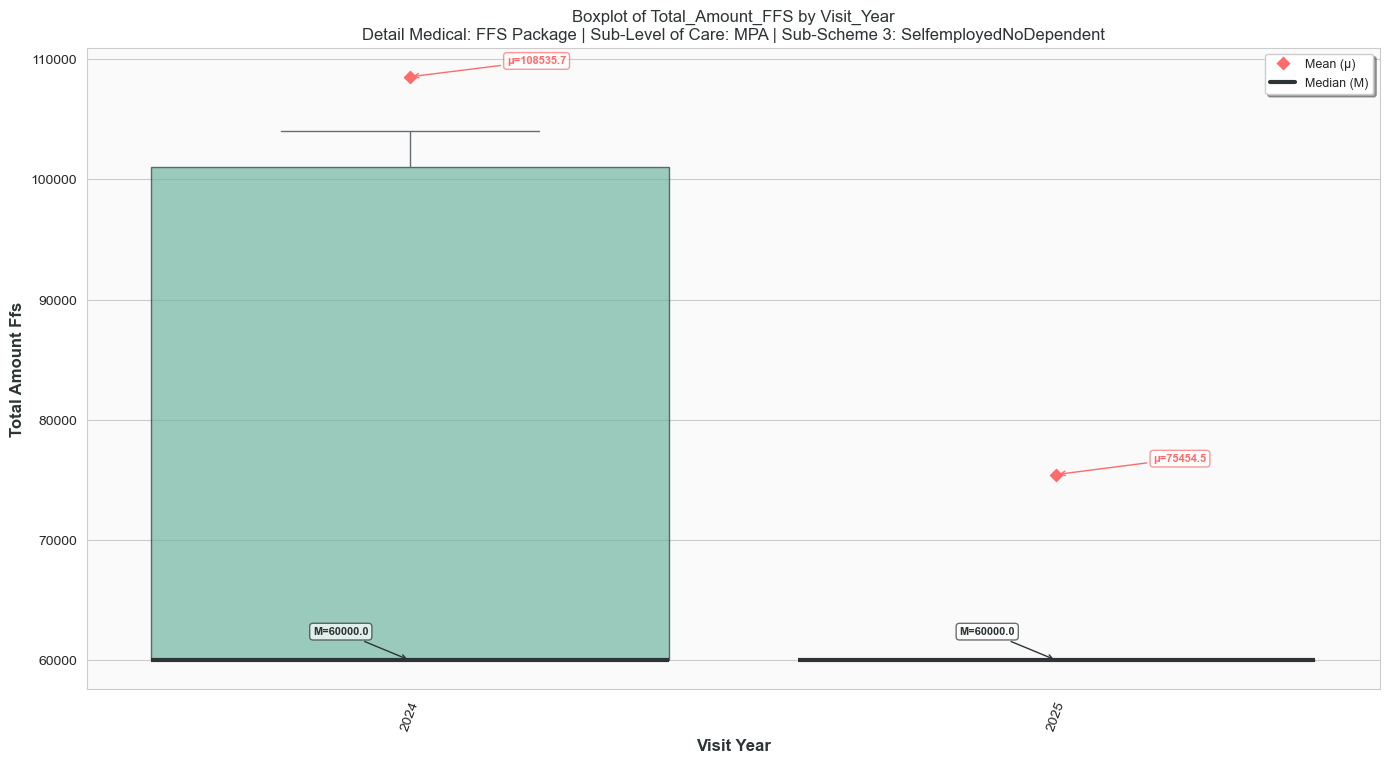 Boxplot of Total_Amount_FFS by Visit_Year
Detail Medical: FFS Package | Sub-Level of Care: MPA | Sub-Scheme 3: SelfemployedNoDependent
Mean (μ)
Median (M)
μ=108535.7
μ=75454.5
M=60000.0
M=60000.0
110000
100000
90000
80000
70000
60000
Total Amount Ffs
2024
2025
Visit Year